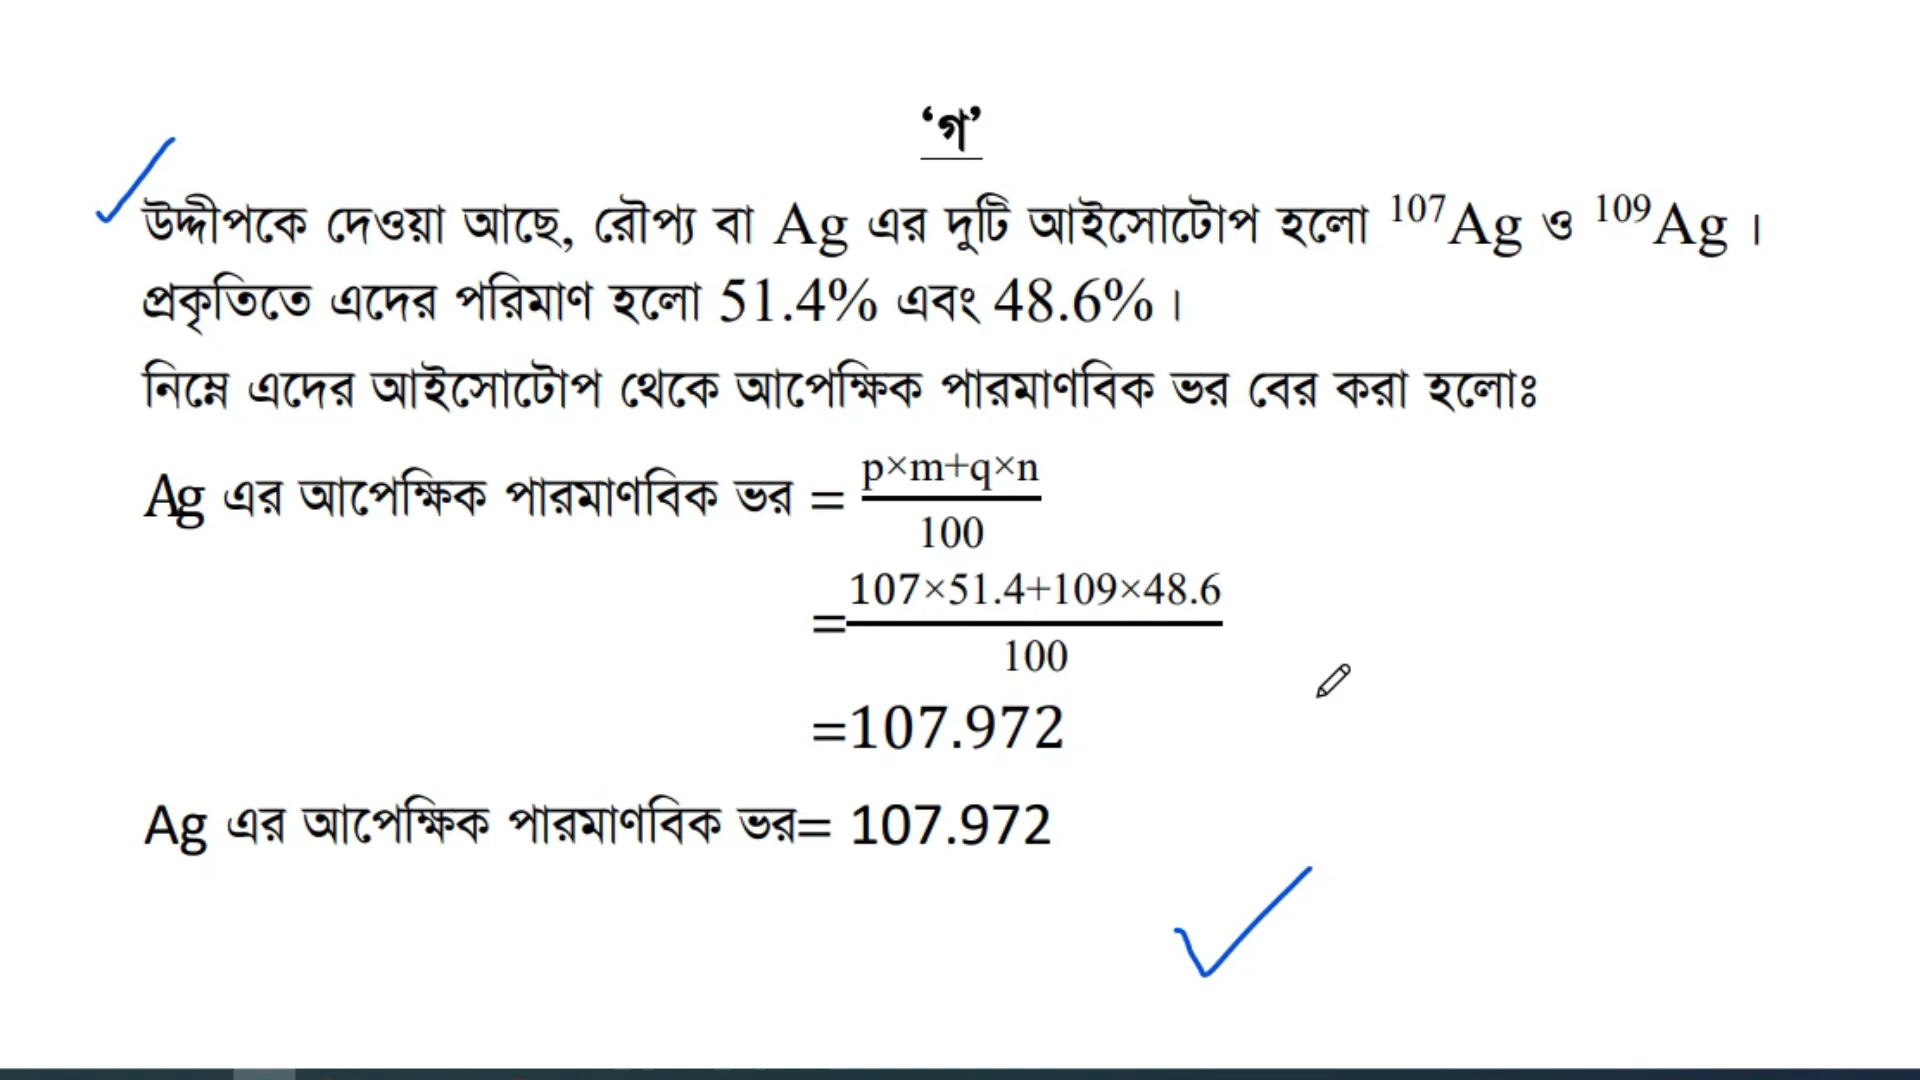 ‘গ’
উদ্দীপকে দেওয়া আছে, রৌপ্য বা Ag এর দুটি আইসোটোপ হলো ¹⁰⁷Ag ও ¹⁰⁹Ag ।
প্রকৃতিতে এদের পরিমাণ হলো 51.4% এবং 48.6% ।
নিম্নে এদের আইসোটোপ থেকে আপেক্ষিক পারমাণবিক ভর বের করা হলোঃ
Ag এর আপেক্ষিক পারমাণবিক ভর = p×m+q×n
100
=107×51.4+109×48.6
100
=107.972
Ag এর আপেক্ষিক পারমাণবিক ভর= 107.972